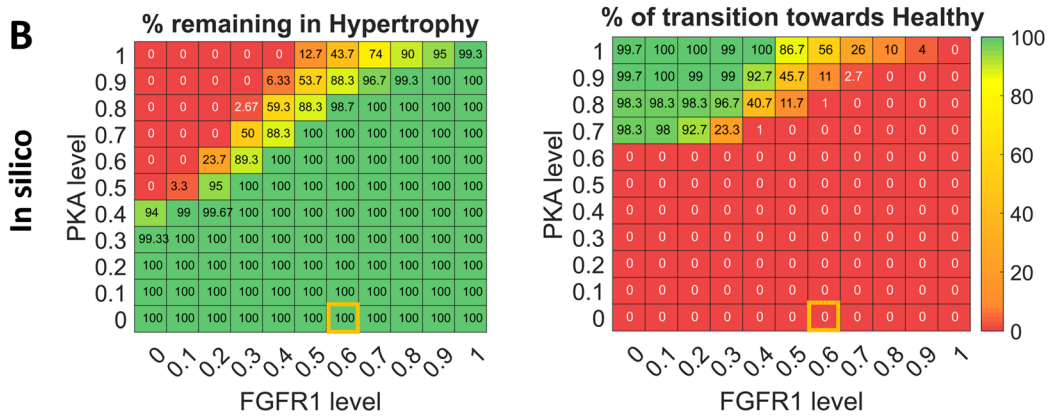 B
In silico
% remaining in Hypertrophy
PKA level
1 0 0 0 0 0 12.7 43.7 74 90 95 99.3
0.9 0 0 0 0 6.33 53.7 88.3 96.7 99.3 100 100
0.8 0 0 0 2.67 59.3 88.3 98.7 100 100 100 100
0.7 0 0 0 50 88.3 100 100 100 100 100 100
0.6 0 0 23.7 89.3 100 100 100 100 100 100 100
0.5 0 3.3 95 100 100 100 100 100 100 100 100
0.4 94 99 99.67 100 100 100 100 100 100 100 100
0.3 99.33 100 100 100 100 100 100 100 100 100 100
0.2 100 100 100 100 100 100 100 100 100 100 100
0.1 100 100 100 100 100 100 100 100 100 100 100
0 100 100 100 100 100 100 100 100 100 100 100
0 0.1 0.2 0.3 0.4 0.5 0.6 0.7 0.8 0.9 1
FGFR1 level
% of transition towards Healthy
PKA level
1 99.7 100 100 99 100 86.7 56 26 10 4 0
0.9 99.7 100 99 99 92.7 45.7 11 2.7 0 0 0
0.8 98.3 98.3 98.3 96.7 40.7 11.7 1 0 0 0 0
0.7 98.3 98 92.7 23.3 1 0 0 0 0 0 0
0.6 0 0 0 0 0 0 0 0 0 0 0
0.5 0 0 0 0 0 0 0 0 0 0 0
0.4 0 0 0 0 0 0 0 0 0 0 0
0.3 0 0 0 0 0 0 0 0 0 0 0
0.2 0 0 0 0 0 0 0 0 0 0 0
0.1 0 0 0 0 0 0 0 0 0 0 0
0 0 0 0 0 0 0 0 0 0 0 0
0 0.1 0.2 0.3 0.4 0.5 0.6 0.7 0.8 0.9 1
FGFR1 level
100
80
60
40
20
0